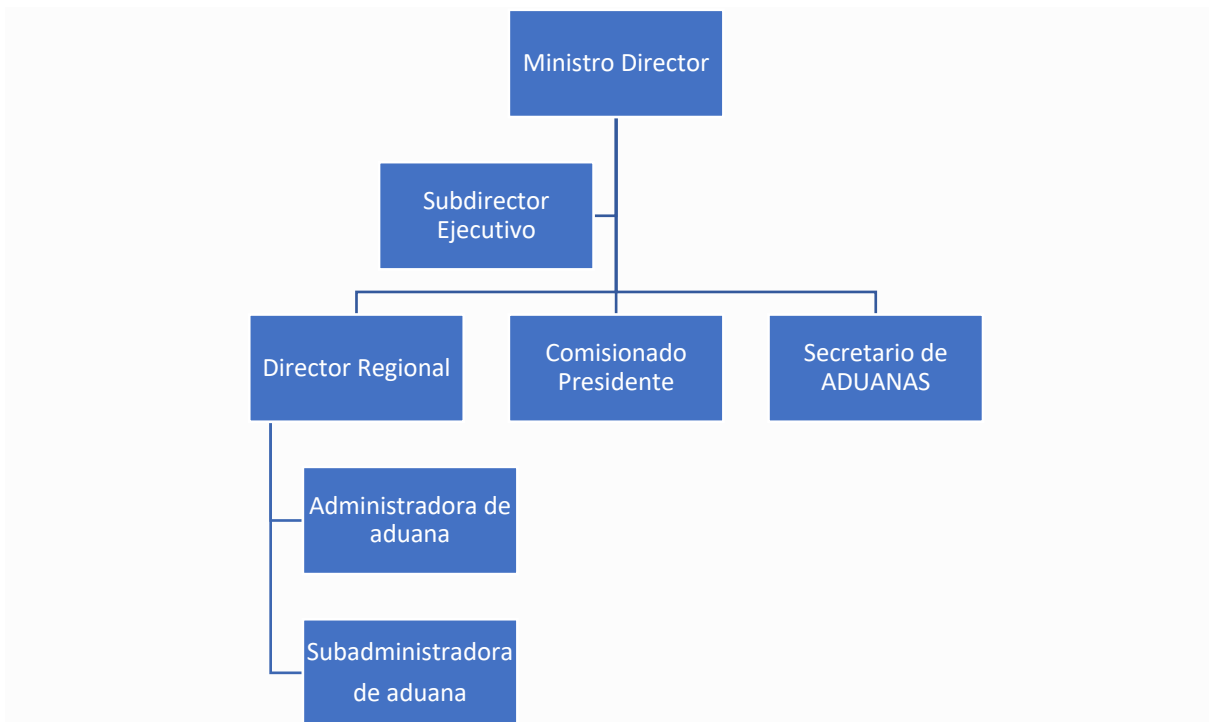 Ministro Director
Subdirector
Ejecutivo
Director Regional
Comisionado
Presidente
Secretario de
ADUANAS
Administradora de
aduana
Subadministradora
de aduana